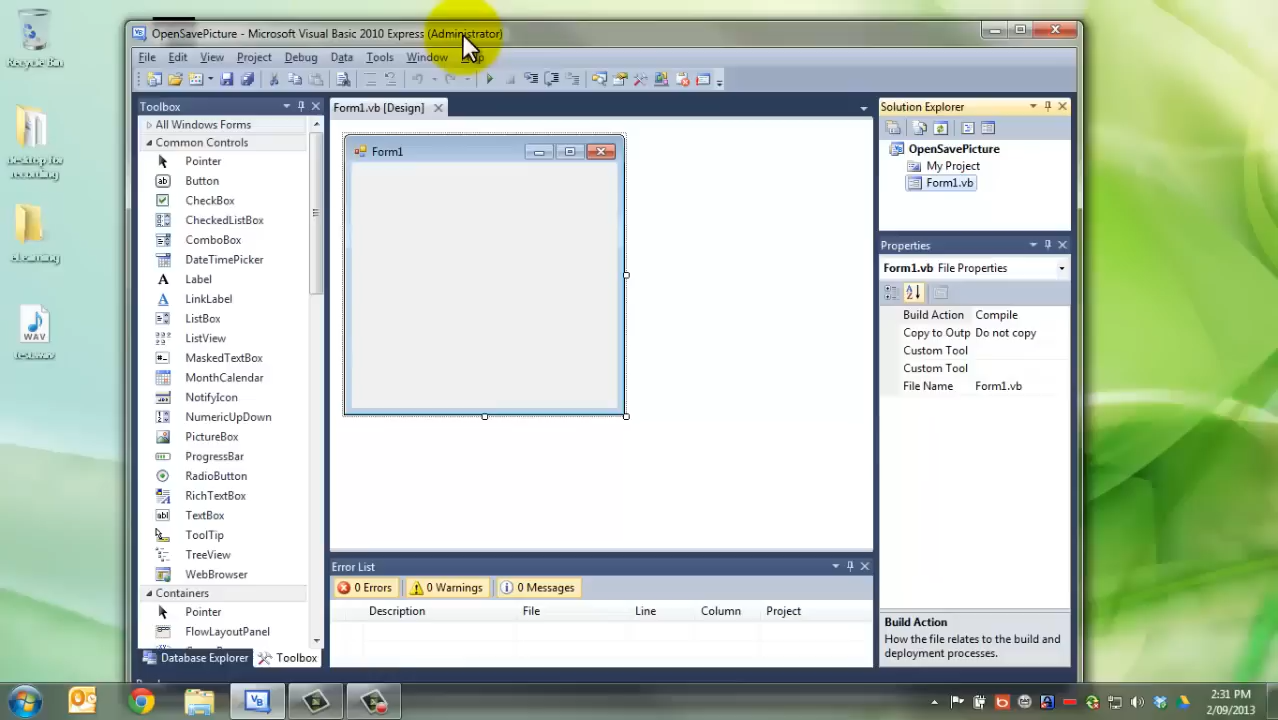 Recycle Bin
OpenSavePicture - Microsoft Visual Basic 2010 Express (Administrator)
File Edit View Project Debug Data Tools Window
Toolbox
All Windows Forms
Common Controls
Pointer
Button
CheckBox
CheckedListBox
ComboBox
DateTimePicker
Label
LinkLabel
ListBox
ListView
MaskedTextBox
MonthCalendar
NotifyIcon
NumericUpDown
PictureBox
ProgressBar
RadioButton
RichTextBox
TextBox
ToolTip
TreeView
WebBrowser
Containers
Pointer
FlowLayoutPanel
Database Explorer Toolbox
Form1.vb [Design]
Form1
Error List
0 Errors 0 Warnings 0 Messages
Description File Line Column Project
Solution Explorer
OpenSavePicture
My Project
Form1.vb
Properties
Form1.vb File Properties
Build Action Compile
Copy to Outp Do not copy
Custom Tool
Custom Tool
File Name Form1.vb
Build Action
How the file relates to the build and
deployment processes.
WAV
2:31 PM
2/09/2013